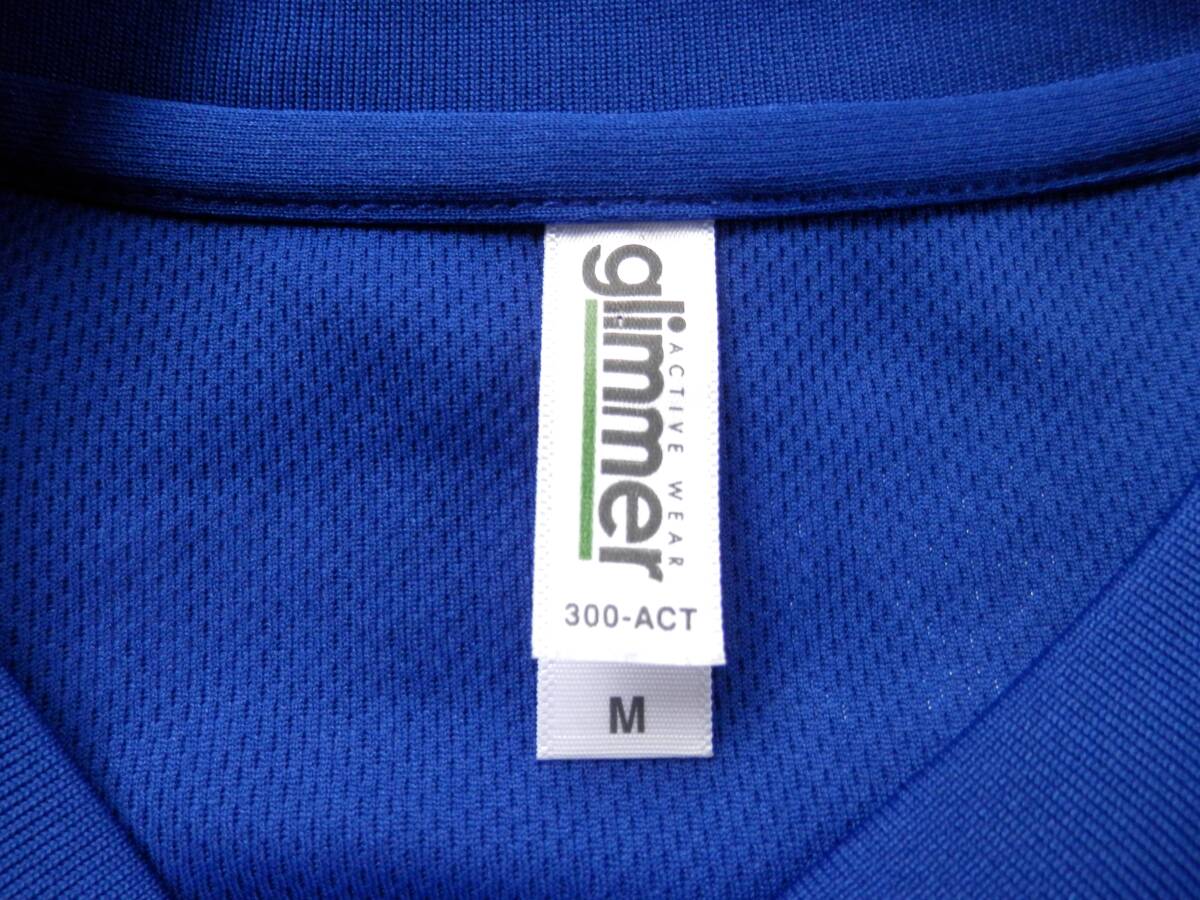 glimmer
ACTIVE WEAR
300-ACT
M